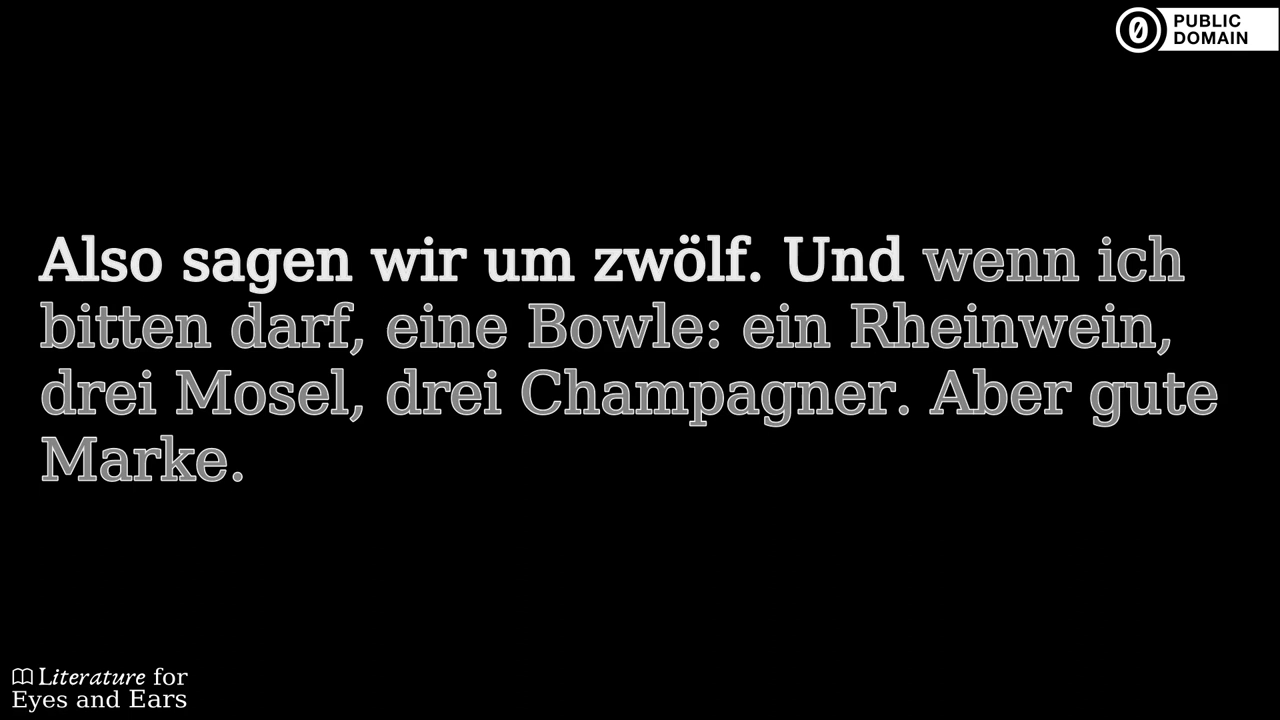 PUBLIC
DOMAIN
Also sagen wir um zwölf. Und wenn ich
bitten darf, eine Bowle: ein Rheinwein,
drei Mosel, drei Champagner. Aber gute
Marke.
Literature for
Eyes and Ears